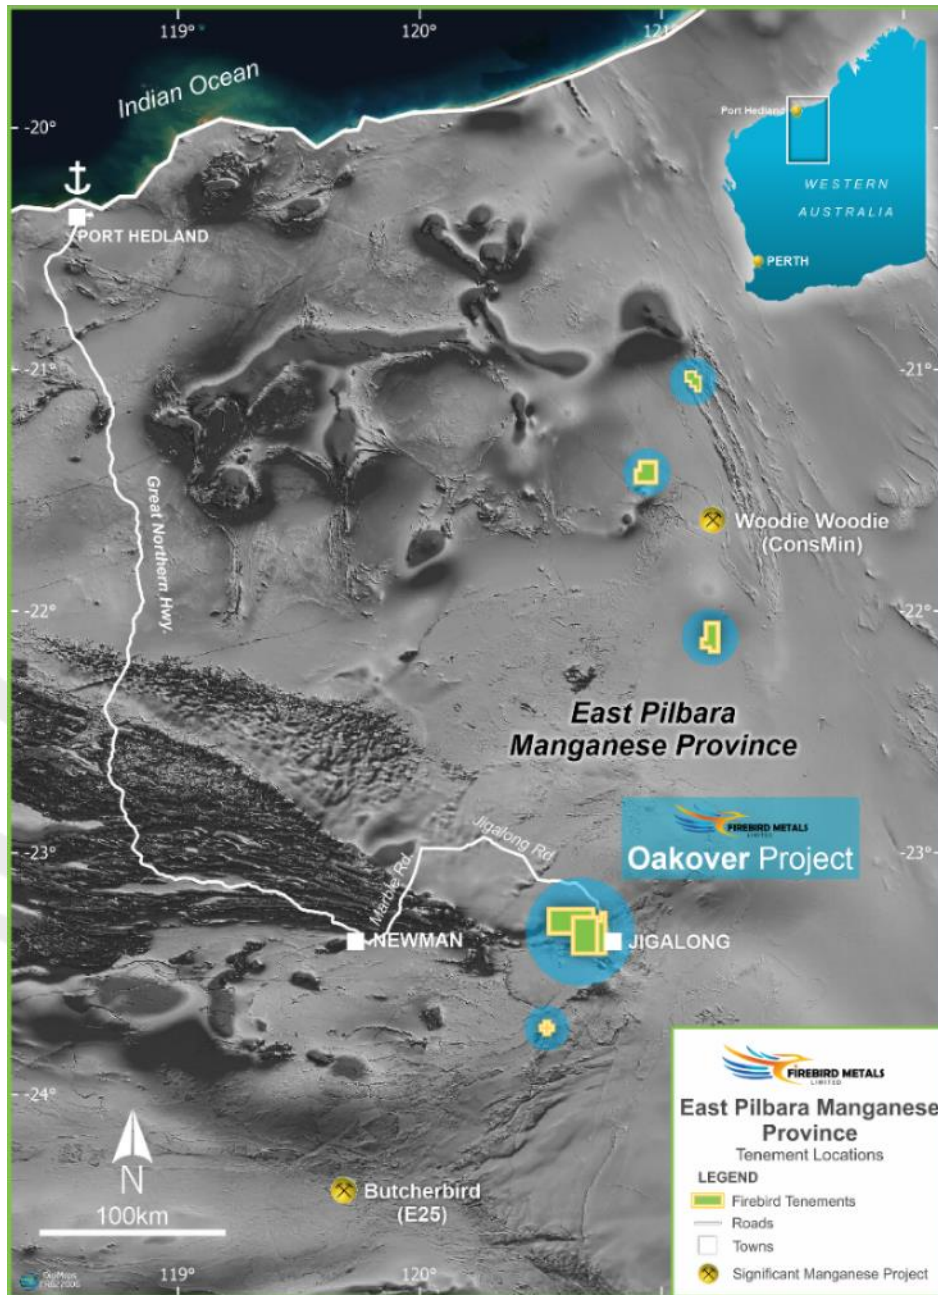 119°
120°
121°
Indian Ocean
-20°
Port Hedland
WESTERN
AUSTRALIA
PERTH
PORT HEDLAND
-21°
-21°
Great Northern Hwy.
Woodie Woodie
(ConsMin)
-22°
-22°
East Pilbara
Manganese Province
FIREBIRD METALS
LIMITED
Oakover Project
-23°
-23°
Jigalong Rd.
Marble Rd.
NEWMAN
JIGALONG
-24°
N
100km
Butcherbird
(E25)
119°
120°
FIREBIRD METALS
LIMITED
East Pilbara Manganese
Province
Tenement Locations
LEGEND
Firebird Tenements
Roads
Towns
Significant Manganese Project